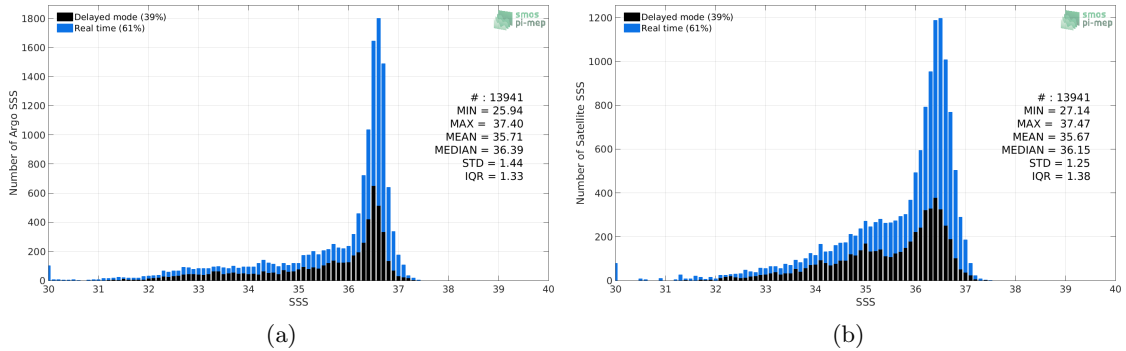 Delayed mode (39%)
Real time (61%)
smos
pi-mep
Number of Argo SSS
1800
1600
1400
1200
1000
800
600
400
200
0
# : 13941
MIN = 25.94
MAX = 37.40
MEAN = 35.71
MEDIAN = 36.39
STD = 1.44
IQR = 1.33
30 31 32 33 34 35 36 37 38 39 40
SSS
(a)
Delayed mode (39%)
Real time (61%)
smos
pi-mep
Number of Satellite SSS
1200
1000
800
600
400
200
0
# : 13941
MIN = 27.14
MAX = 37.47
MEAN = 35.67
MEDIAN = 36.15
STD = 1.25
IQR = 1.38
30 31 32 33 34 35 36 37 38 39 40
SSS
(b)